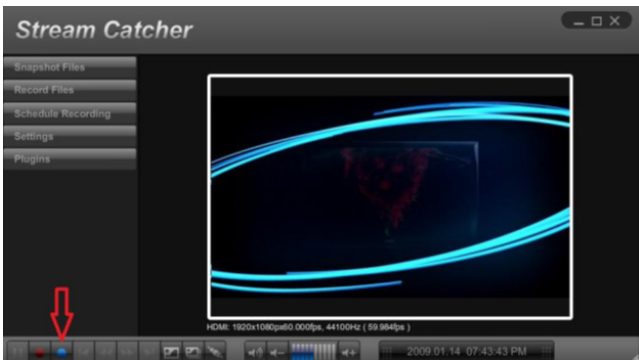 Stream Catcher
Snapshot Files
Record Files
Schedule Recording
Settings
Plugins
HDMI: 1920x1080px60.000fps, 44100Hz ( 59.984fps )
2009.01.14 07:43:43 PM